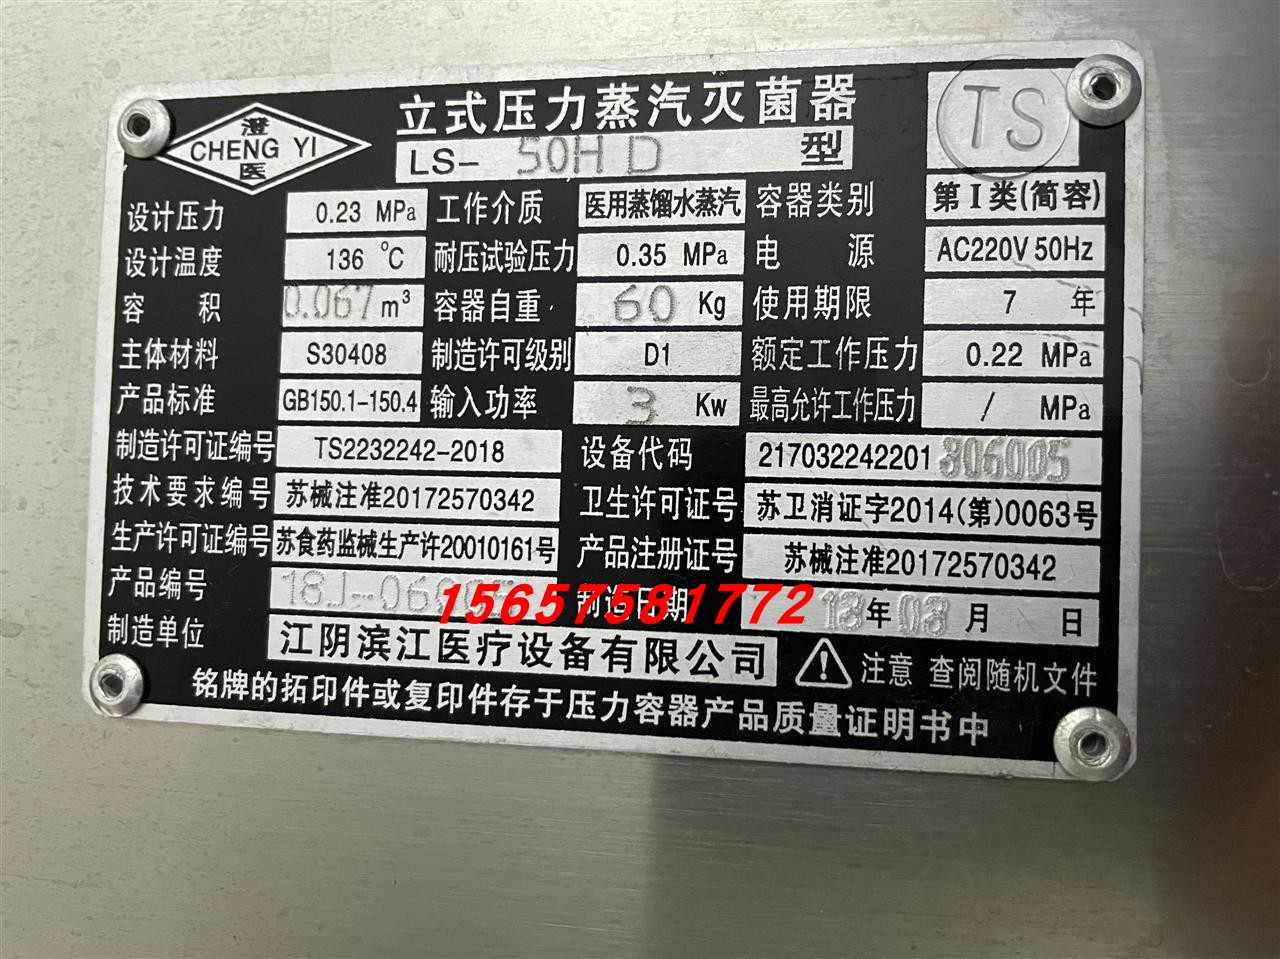 澄
CHENG YI
医
立式压力蒸汽灭菌器
LS- 50HD 型
TS
设计压力 0.23 MPa 工作介质 医用蒸馏水蒸汽 容器类别 第Ⅰ类(简容)
设计温度 136 ℃ 耐压试验压力 0.35 MPa 电 源 AC220V 50Hz
容 积 0.067 m³ 容器自重 60 Kg 使用期限 7 年
主体材料 S30408 制造许可级别 D1 额定工作压力 0.22 MPa
产品标准 GB150.1-150.4 输入功率 3 Kw 最高允许工作压力 / MPa
制造许可证编号 TS2232242-2018 设备代码 217032242201 806005
技术要求编号 苏械注准20172570342 卫生许可证号 苏卫消证字2014(第)0063号
生产许可证编号 苏食药监械生产许20010161号 产品注册证号 苏械注准20172570342
产品编号 18J-06005 制造日期 18年08月 日
15657581772
制造单位 江阴滨江医疗设备有限公司 注意 查阅随机文件
铭牌的拓印件或复印件存于压力容器产品质量证明书中